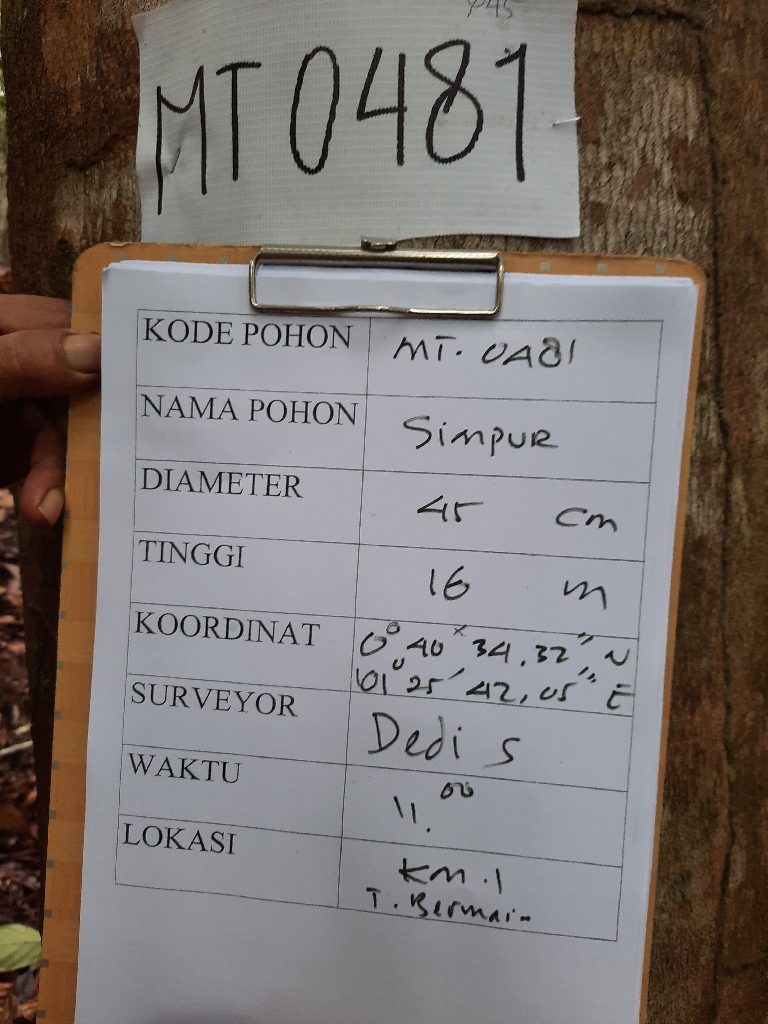 Φ45
MT 0481
KODE POHON MT. 0481
NAMA POHON Simpur
DIAMETER 45 cm
TINGGI 16 m
KOORDINAT 0° 40' 34,32" N
101° 25' 42,05" E
SURVEYOR Dedi S
WAKTU 11.00
LOKASI KM.1
T. Bermain